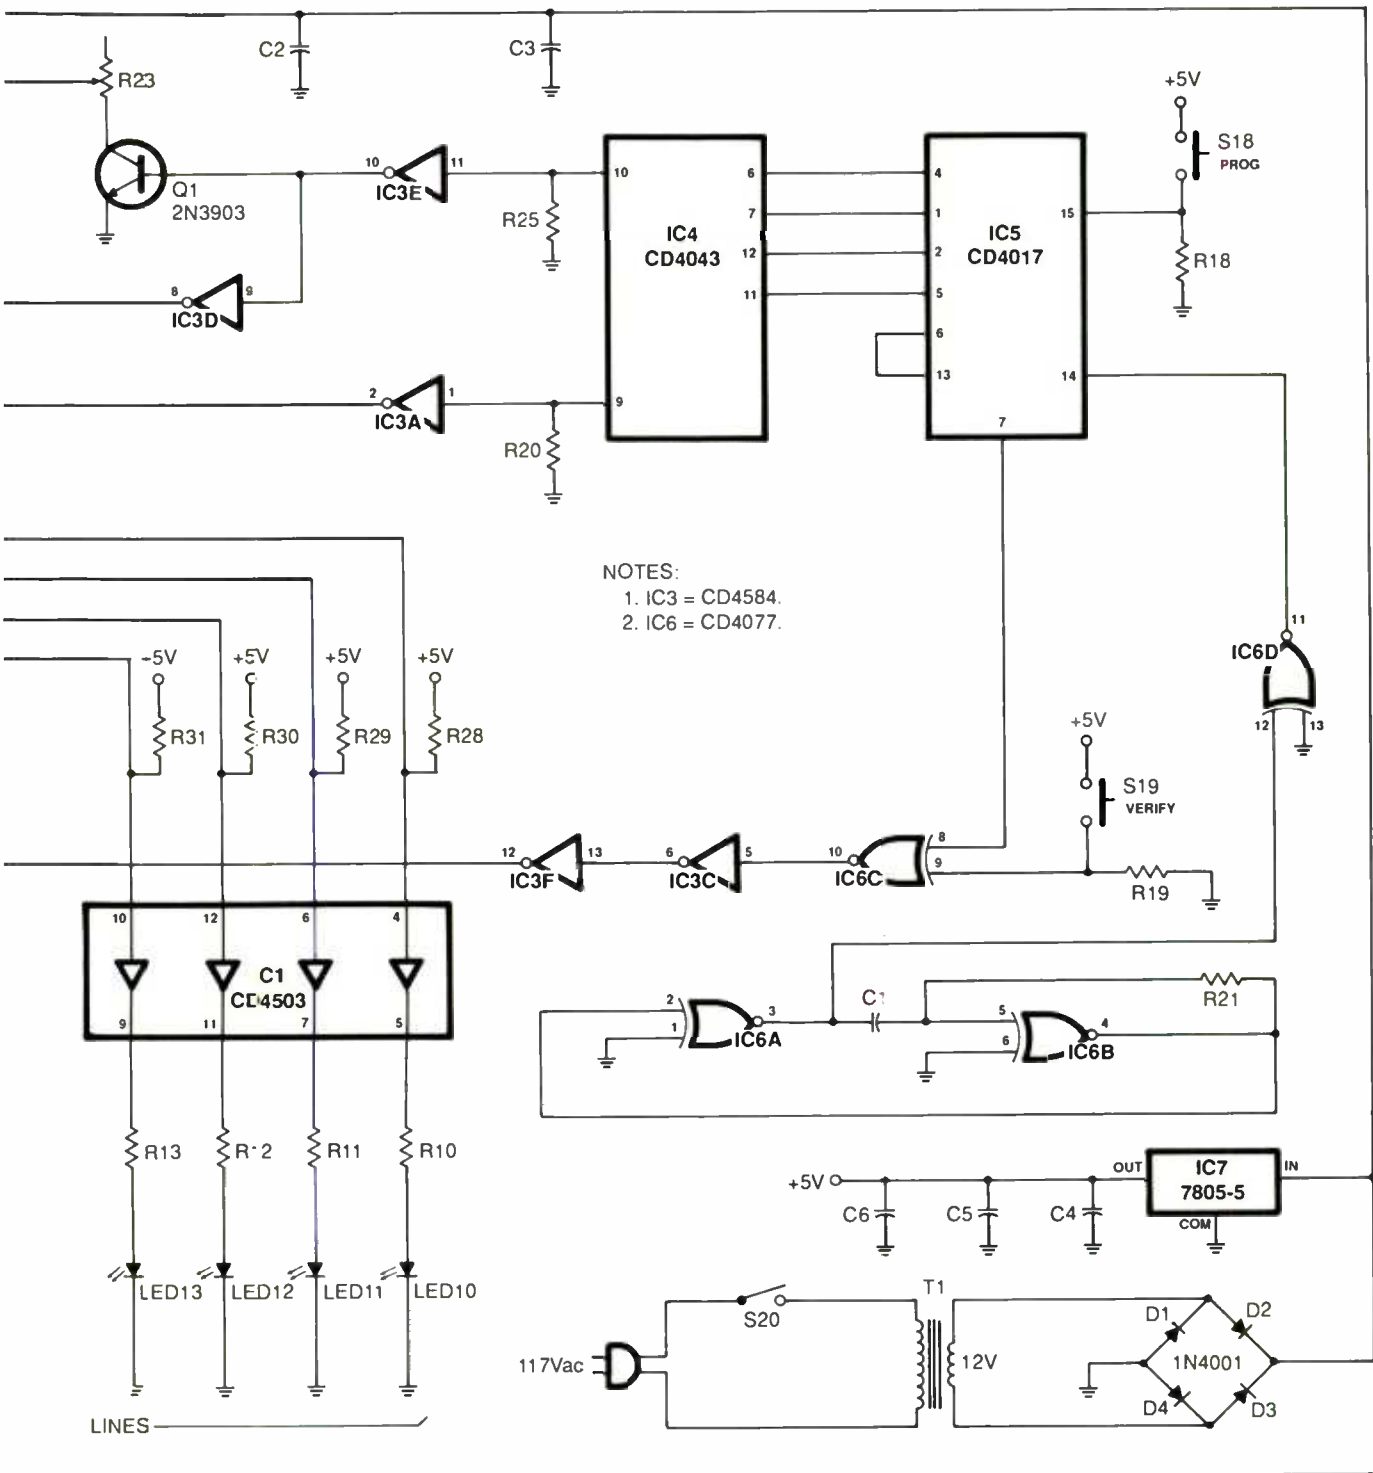 C2
C3
R23
+5V
S18
PROG
Q1
2N3903
10
11
IC3E
R25
10
6
4
7
1
12
2
11
5
6
13
9
IC4
CD4043
IC5
CD4017
15
14
7
R18
8
9
IC3D
2
1
IC3A
R20
NOTES:
1. IC3 = CD4584.
2. IC6 = CD4077.
11
IC6D
12
13
+5V
+5V
+5V
+5V
R31
R30
R29
R28
+5V
S19
VERIFY
R19
12
13
IC3F
6
5
IC3C
10
8
9
IC6C
10
12
6
4
C1
CD4503
9
11
7
5
2
1
3
IC6A
C1
5
6
4
IC6B
R21
R13
R12
R11
R10
+5V
C6
C5
C4
OUT
IC7
7805-5
IN
COM
LED13
LED12
LED11
LED10
LINES
117Vac
S20
T1
12V
D1
D2
1N4001
D4
D3